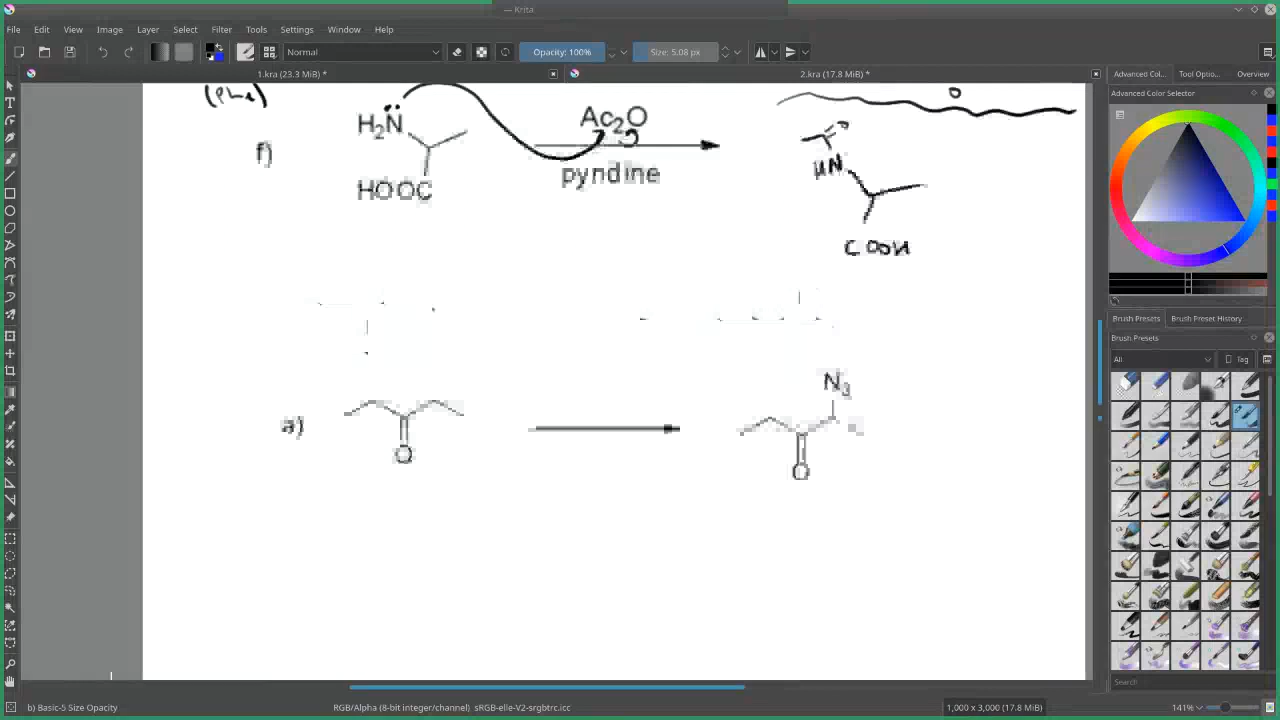 — Krita
File Edit View Image Layer Select Filter Tools Settings Window Help
Normal Opacity: 100% Size: 5.08 px
1.kra (23.3 MiB) * 2.kra (17.8 MiB) * Advanced Col... Tool Optio... Overview
Advanced Color Selector
O
Ac₂O
H₂N
O
f)
HN
pyridine
HOOC
COOH
Brush Presets Brush Preset History
Brush Presets
All Tag
N₃
a)
O
O
Search
b) Basic-5 Size Opacity RGB/Alpha (8-bit integer/channel) sRGB-elle-V2-srgbtrc.icc 1,000 x 3,000 (17.8 MiB) 141%